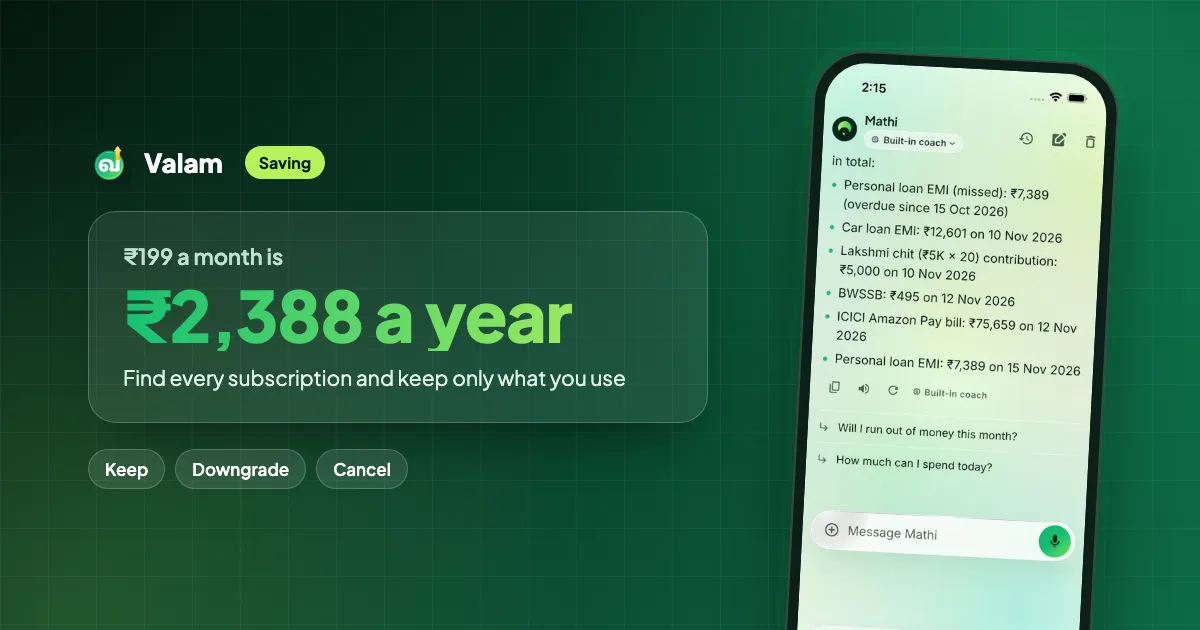 வ
Valam
Saving
₹199 a month is
₹2,388 a year
Find every subscription and keep only what you use
Keep
Downgrade
Cancel
2:15
Mathi
Built-in coach
in total:
• Personal loan EMI (missed): ₹7,389
(overdue since 15 Oct 2026)
• Car loan EMI: ₹12,601 on 10 Nov 2026
• Lakshmi chit (₹5K × 20) contribution:
₹5,000 on 10 Nov 2026
• BWSSB: ₹495 on 12 Nov 2026
• ICICI Amazon Pay bill: ₹75,659 on 12 Nov
2026
• Personal loan EMI: ₹7,389 on 15 Nov 2026
Built-in coach
Will I run out of money this month?
How much can I spend today?
Message Mathi